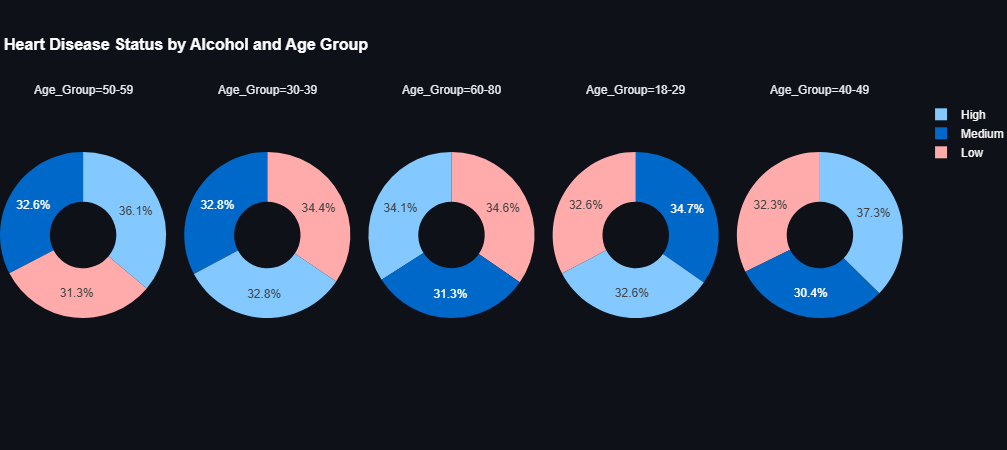 Heart Disease Status by Alcohol and Age Group
Age_Group=50-59
Age_Group=30-39
Age_Group=60-80
Age_Group=18-29
Age_Group=40-49
High
Medium
Low
32.6%
36.1%
31.3%
32.8%
34.4%
32.8%
34.1%
34.6%
31.3%
32.6%
34.7%
32.6%
32.3%
37.3%
30.4%